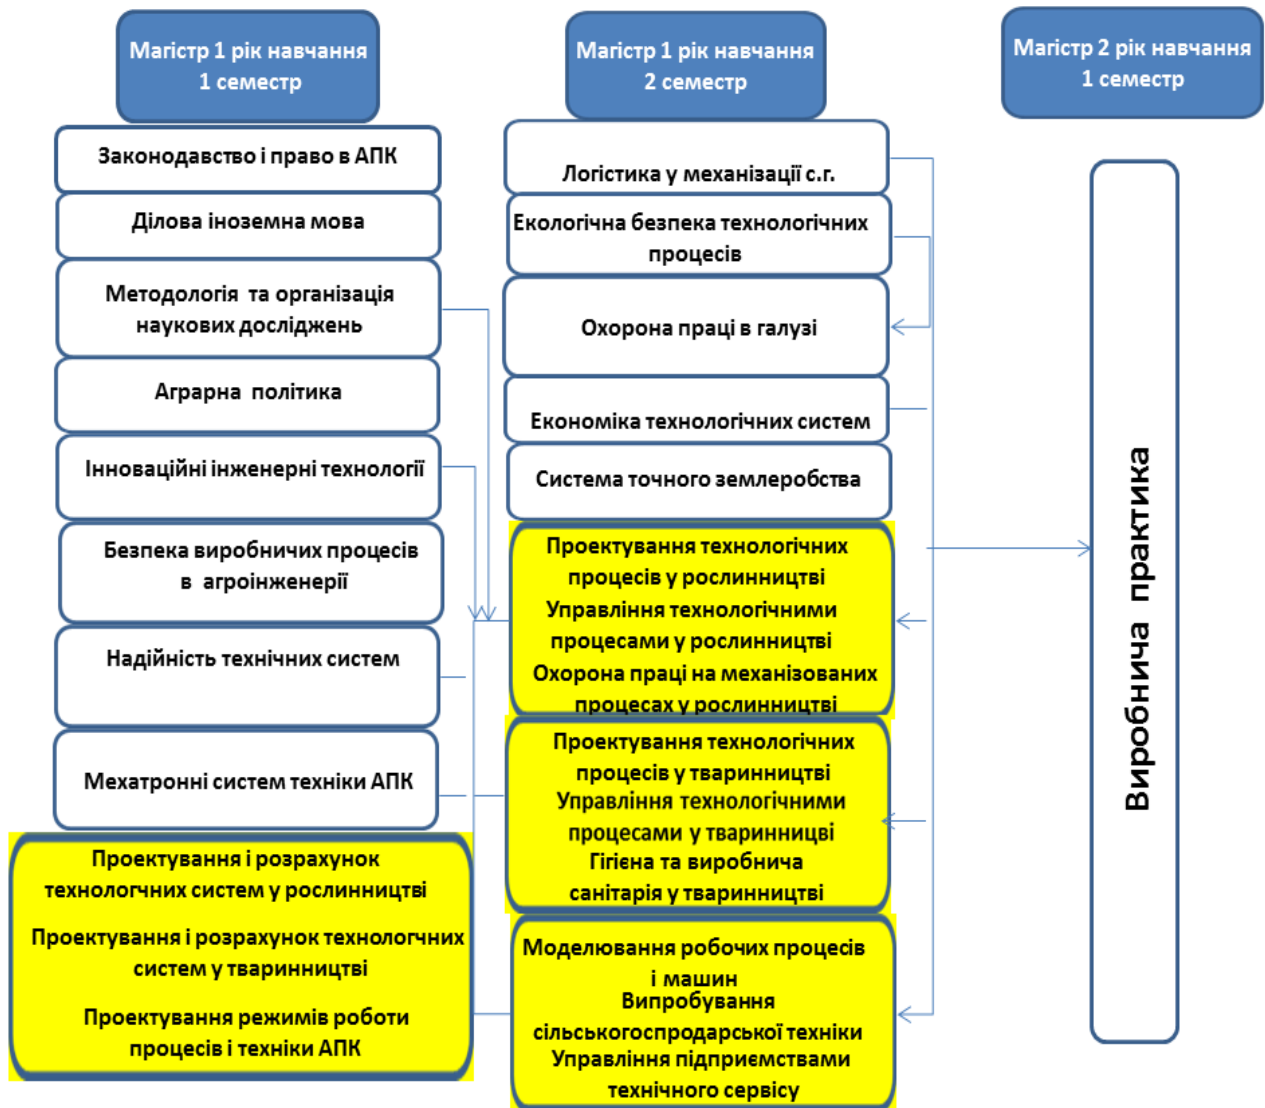 Магістр 1 рік навчання
1 семестр
Законодавство і право в АПК
Ділова іноземна мова
Методологія та організація
наукових досліджень
Аграрна політика
Інноваційні інженерні технології
Безпека виробничих процесів
в агроінженерії
Надійність технічних систем
Мехатронні систем техніки АПК
Проектування і розрахунок
технологчних систем у рослинництві
Проектування і розрахунок технологчних
систем у тваринництві
Проектування режимів роботи
процесів і техніки АПК
Магістр 1 рік навчання
2 семестр
Логістика у механізації с.г.
Екологічна безпека технологічних
процесів
Охорона праці в галузі
Економіка технологічних систем
Система точного землеробства
Проектування технологічних
процесів у рослинництві
Управління технологічними
процесами у рослинництві
Охорона праці на механізованих
процесах у рослинництві
Проектування технологічних
процесів у тваринництві
Управління технологічними
процесами у тваринницві
Гігієна та виробнича
санітарія у тваринництві
Моделювання робочих процесів
і машин
Випробування
сільськогспродарської техніки
Управління підприємствами
технічного сервісу
Магістр 2 рік навчання
1 семестр
Виробнича практика